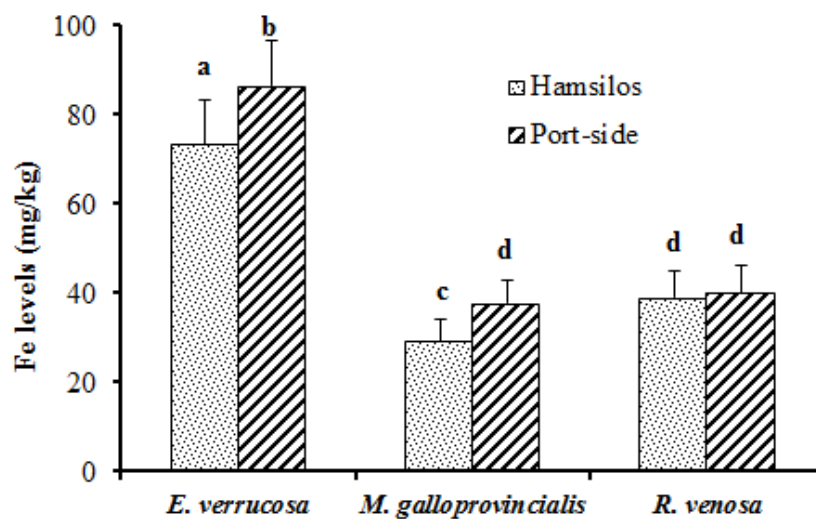 Fe levels (mg/kg)
100
80
60
40
20
0
a
b
c
d
d
d
Hamsilos
Port-side
E. verrucosa
M. galloprovincialis
R. venosa